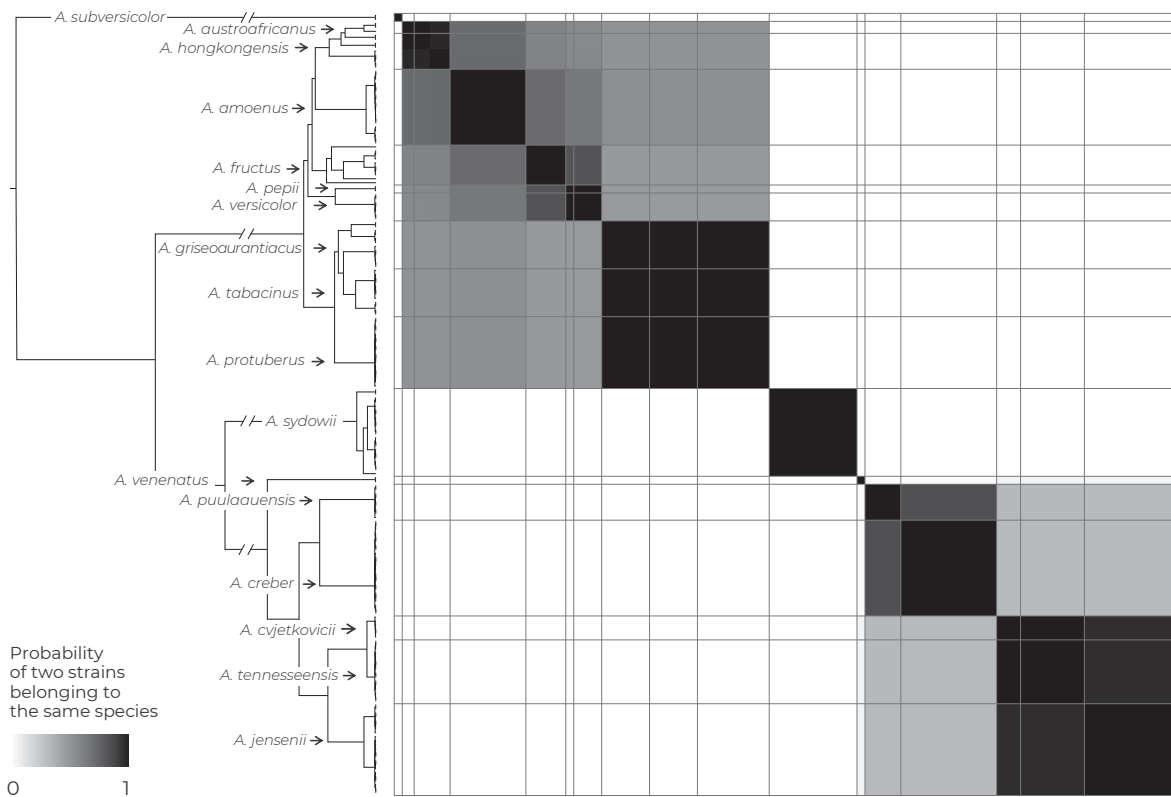 A. subversicolor
A. austroafricanus
A. hongkongensis
A. amoenus
A. fructus
A. pepii
A. versicolor
A. griseoaurantiacus
A. tabacinus
A. protuberus
A. sydowii
A. venenatus
A. puulaauensis
A. creber
A. cvjetkovicii
A. tennesseensis
A. jensenii
Probability
of two strains
belonging to
the same species
0 1